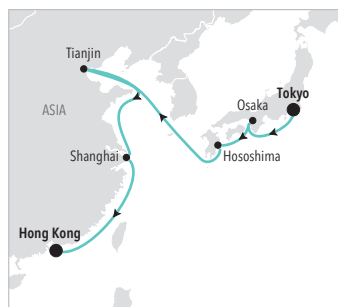 Tianjin
Tokyo
Osaka
ASIA
Shanghai
Hososhima
Hong Kong